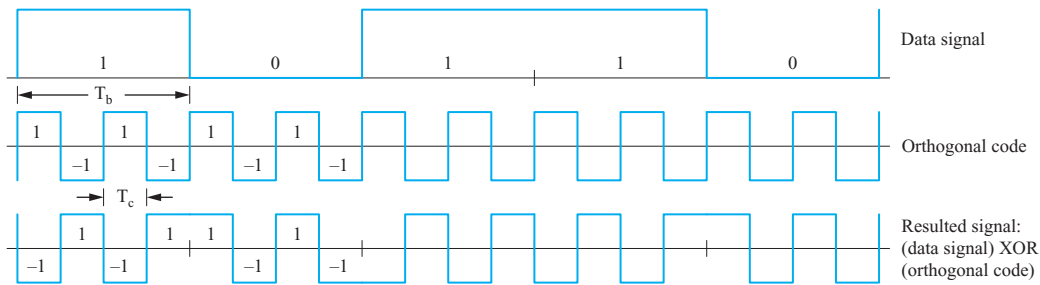 Data signal
1 0 1 1 0
T_b
1 1 1 1
Orthogonal code
–1 –1 –1 –1
T_c
Resulted signal:
1 1 1 1
(data signal) XOR
–1 –1 –1 –1
(orthogonal code)